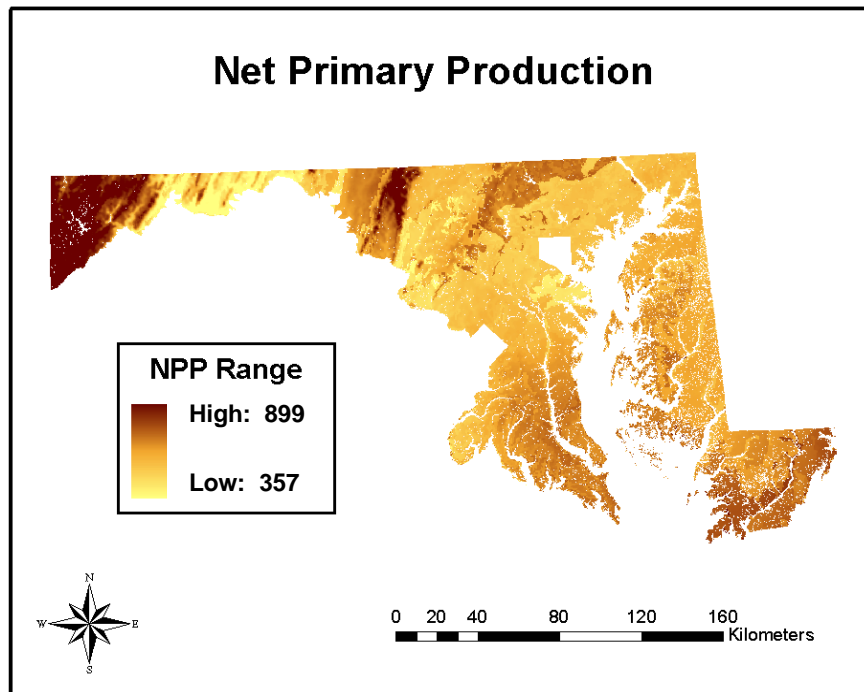 Net Primary Production
NPP Range
High: 899
Low: 357
N
W E
S
0 20 40 80 120 160
Kilometers